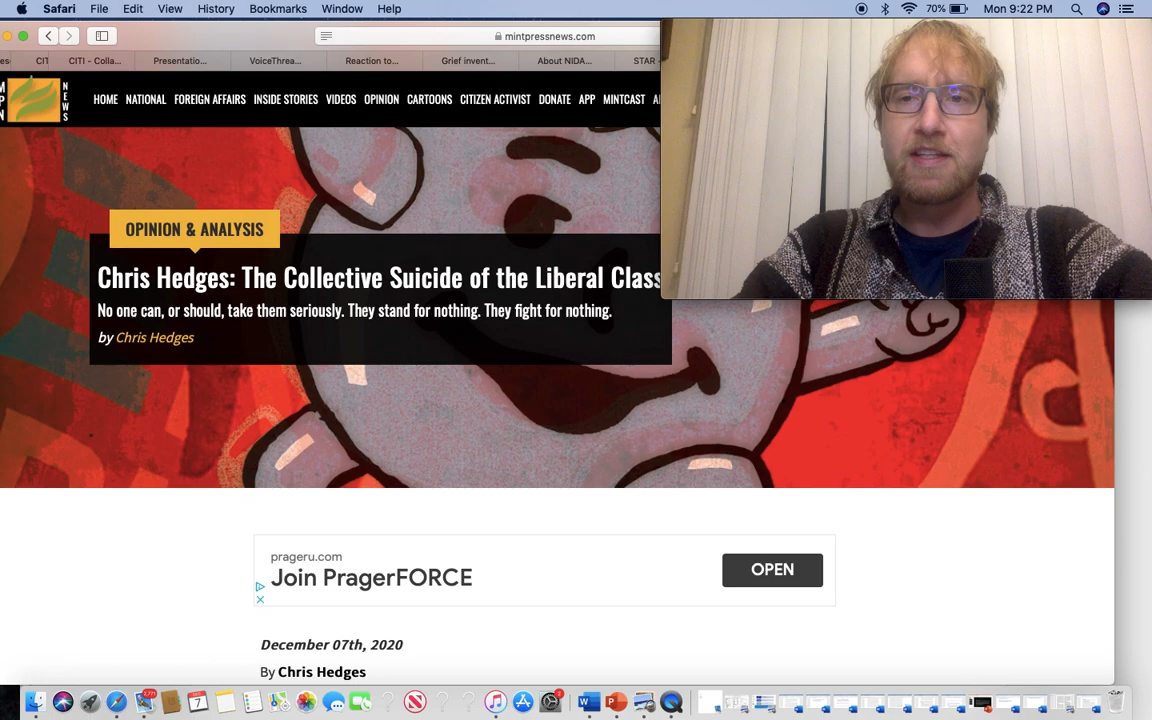 Safari File Edit View History Bookmarks Window Help 70% Mon 9:22 PM
mintpressnews.com
CIT CITI - Colla... Presentatio... VoiceThrea... Reaction to... Grief invent... About NIDA... STAR
NEWS
HOME NATIONAL FOREIGN AFFAIRS INSIDE STORIES VIDEOS OPINION CARTOONS CITIZEN ACTIVIST DONATE APP MINTCAST
OPINION & ANALYSIS
Chris Hedges: The Collective Suicide of the Liberal Class
No one can, or should, take them seriously. They stand for nothing. They fight for nothing.
by Chris Hedges
prageru.com
Join PragerFORCE
OPEN
December 07th, 2020
By Chris Hedges
7